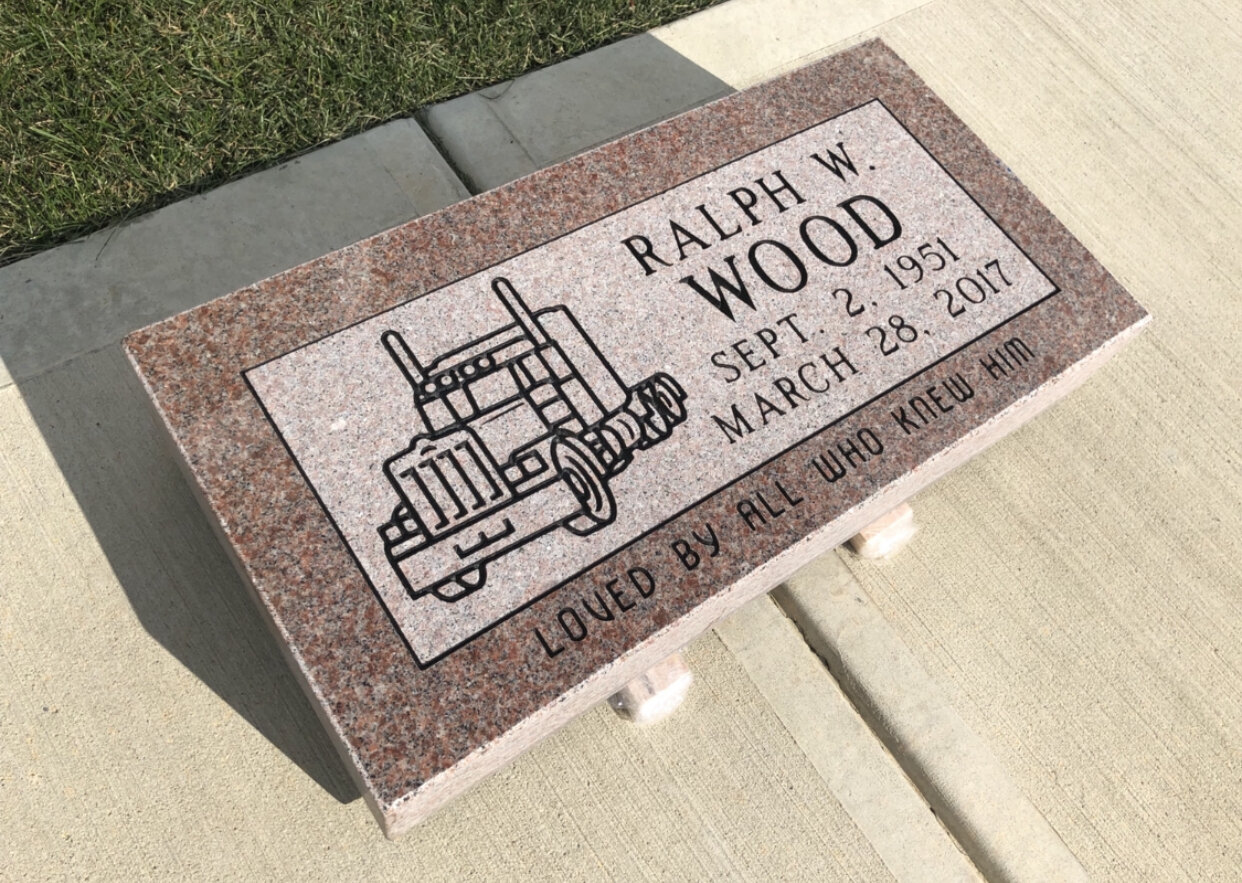 RALPH W.
WOOD
SEPT. 2, 1951
MARCH 28, 2017
LOVED BY ALL WHO KNEW HIM